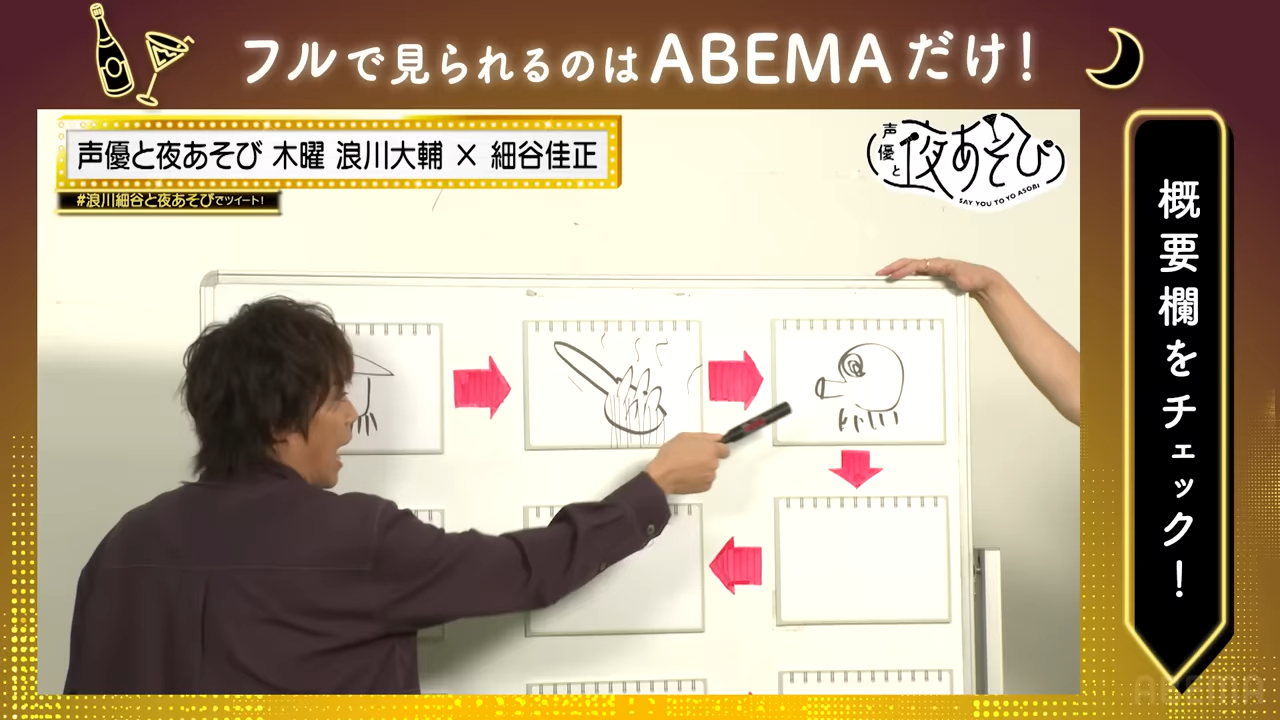 フルで見られるのはABEMAだけ！
声優と夜あそび 木曜 浪川大輔 × 細谷佳正
#浪川細谷と夜あそびでツイート！
声優と夜あそび
SAY YOU TO YO ASOBI
概要欄をチェック！
ABEMA